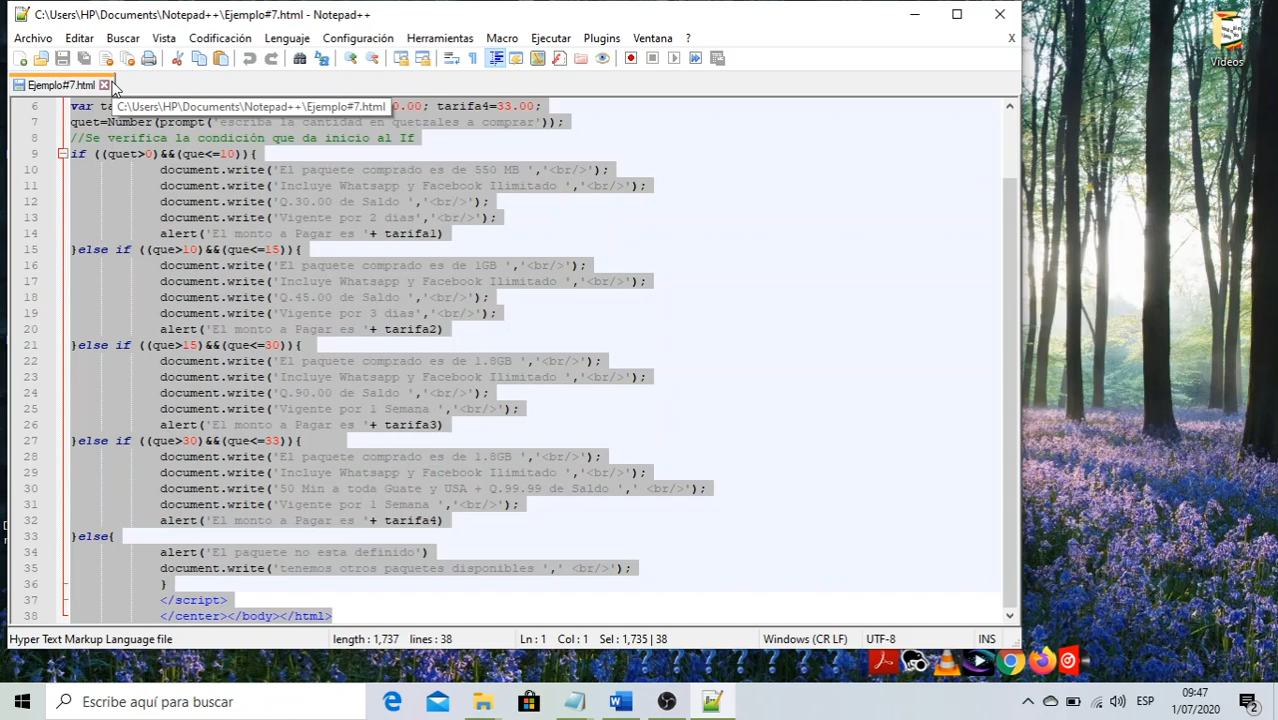 C:\Users\HP\Documents\Notepad++\Ejemplo#7.html - Notepad++
Archivo Editar Buscar Vista Codificación Lenguaje Configuración Herramientas Macro Ejecutar Plugins Ventana ? X
Ejemplo#7.html
C:\Users\HP\Documents\Notepad++\Ejemplo#7.html
6 var 0.00; tarifa4=33.00;
7 quet=Number(prompt('escriba la cantidad en quetzales a comprar'));
8 //Se verifica la condición que da inicio al If
9 if ((quet>0)&&(que<=10)){
10 document.write('El paquete comprado es de 550 MB ','<br/>');
11 document.write('Incluye Whatsapp y Facebook Ilimitado ','<br/>');
12 document.write('Q.30.00 de Saldo ','<br/>');
13 document.write('Vigente por 2 dias','<br/>');
14 alert('El monto a Pagar es '+ tarifa1)
15 }else if ((que>10)&&(que<=15)){
16 document.write('El paquete comprado es de 1GB ','<br/>');
17 document.write('Incluye Whatsapp y Facebook Ilimitado ','<br/>');
18 document.write('Q.45.00 de Saldo ','<br/>');
19 document.write('Vigente por 3 dias','<br/>');
20 alert('El monto a Pagar es '+ tarifa2)
21 }else if ((que>15)&&(que<=30)){
22 document.write('El paquete comprado es de 1.8GB ','<br/>');
23 document.write('Incluye Whatsapp y Facebook Ilimitado ','<br/>');
24 document.write('Q.90.00 de Saldo ','<br/>');
25 document.write('Vigente por 1 Semana ','<br/>');
26 alert('El monto a Pagar es '+ tarifa3)
27 }else if ((que>30)&&(que<=33)){
28 document.write('El paquete comprado es de 1.8GB ','<br/>');
29 document.write('Incluye Whatsapp y Facebook Ilimitado ','<br/>');
30 document.write('50 Min a toda Guate y USA + Q.99.99 de Saldo ',' <br/>');
31 document.write('Vigente por 1 Semana ','<br/>');
32 alert('El monto a Pagar es '+ tarifa4)
33 }else{
34 alert('El paquete no esta definido')
35 document.write('tenemos otros paquetes disponibles ',' <br/>');
36 }
37 </script>
38 </center></body></html>
Hyper Text Markup Language file length : 1,737 lines : 38 Ln : 1 Col : 1 Sel : 1,735 | 38 Windows (CR LF) UTF-8 INS
Videos
Escribe aquí para buscar
ESP
09:47
1/07/2020
2